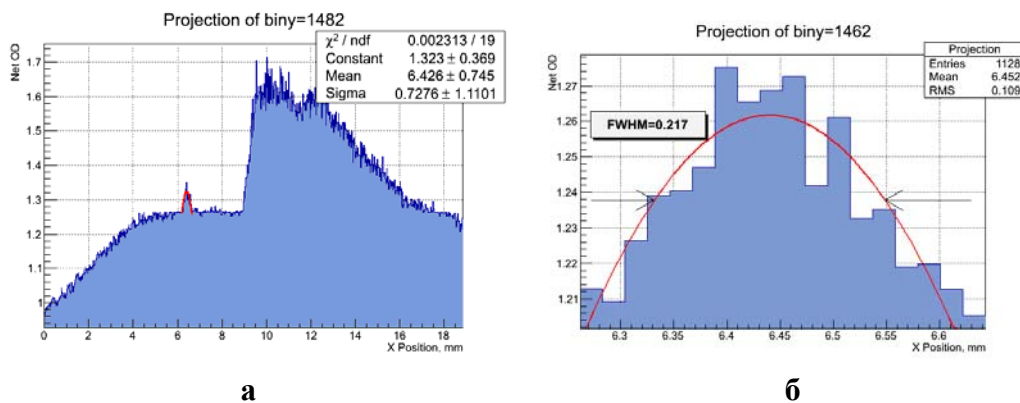 Projection of biny=1482
χ² / ndf 0.002313 / 19
Constant 1.323 ± 0.369
Mean 6.426 ± 0.745
Sigma 0.7276 ± 1.1101
Net OD
1.7
1.6
1.5
1.4
1.3
1.2
1.1
1
0 2 4 6 8 10 12 14 16 18
X Position, mm
а
Projection of biny=1462
Projection
Entries 1128
Mean 6.452
RMS 0.109
Net OD
FWHM=0.217
1.27
1.26
1.25
1.24
1.23
1.22
1.21
6.3 6.35 6.4 6.45 6.5 6.55 6.6
X Position, mm
б